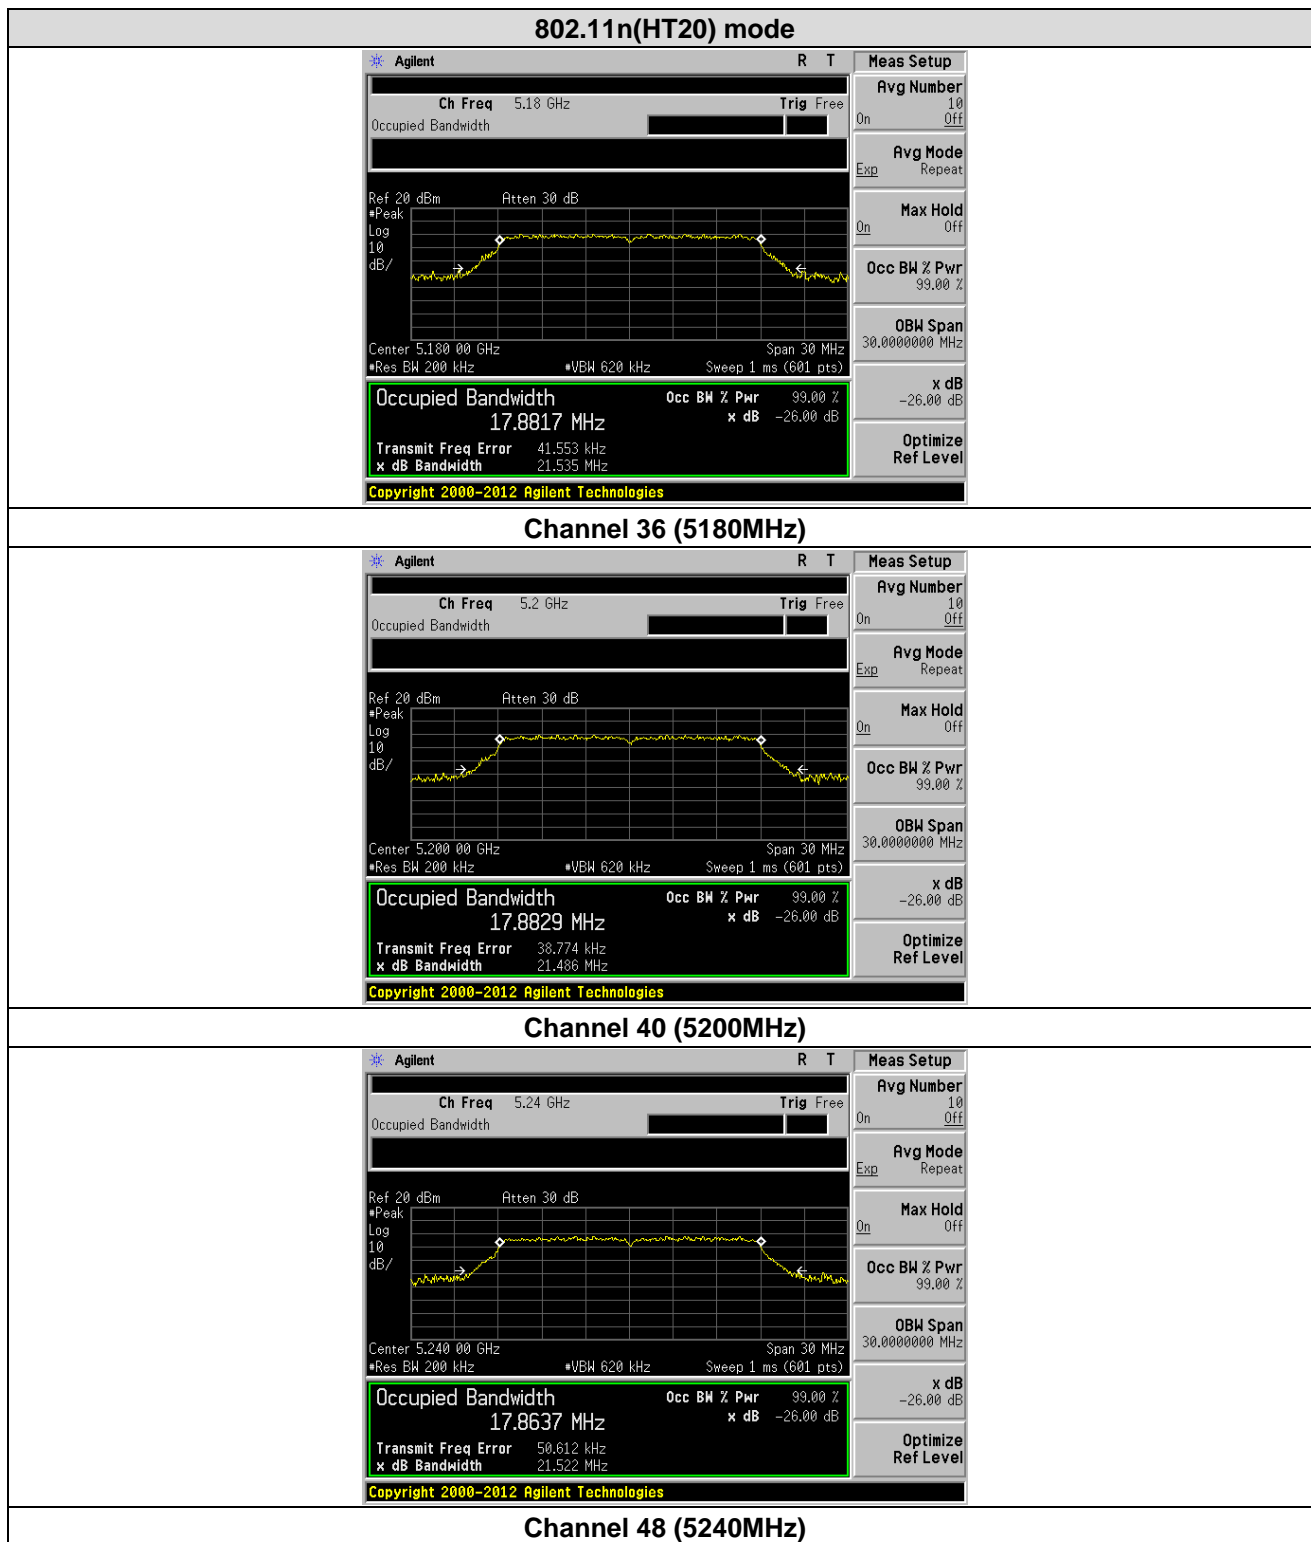 802.11n(HT20) mode
Agilent R T Meas Setup
Ch Freq 5.18 GHz Trig Free
Occupied Bandwidth
Avg Number
10
On Off
Avg Mode
Exp Repeat
Ref 20 dBm Atten 30 dB
#Peak
Log
10
dB/
Max Hold
On Off
Occ BW % Pwr
99.00 %
OBW Span
30.0000000 MHz
Center 5.180 00 GHz Span 30 MHz
#Res BW 200 kHz #VBW 620 kHz Sweep 1 ms (601 pts)
x dB
-26.00 dB
Occupied Bandwidth Occ BW % Pwr 99.00 %
17.8817 MHz x dB -26.00 dB
Transmit Freq Error 41.553 kHz
x dB Bandwidth 21.535 MHz
Optimize
Ref Level
Copyright 2000-2012 Agilent Technologies
Channel 36 (5180MHz)
Agilent R T Meas Setup
Ch Freq 5.2 GHz Trig Free
Occupied Bandwidth
Avg Number
10
On Off
Avg Mode
Exp Repeat
Ref 20 dBm Atten 30 dB
#Peak
Log
10
dB/
Max Hold
On Off
Occ BW % Pwr
99.00 %
OBW Span
30.0000000 MHz
Center 5.200 00 GHz Span 30 MHz
#Res BW 200 kHz #VBW 620 kHz Sweep 1 ms (601 pts)
x dB
-26.00 dB
Occupied Bandwidth Occ BW % Pwr 99.00 %
17.8829 MHz x dB -26.00 dB
Transmit Freq Error 38.774 kHz
x dB Bandwidth 21.486 MHz
Optimize
Ref Level
Copyright 2000-2012 Agilent Technologies
Channel 40 (5200MHz)
Agilent R T Meas Setup
Ch Freq 5.24 GHz Trig Free
Occupied Bandwidth
Avg Number
10
On Off
Avg Mode
Exp Repeat
Ref 20 dBm Atten 30 dB
#Peak
Log
10
dB/
Max Hold
On Off
Occ BW % Pwr
99.00 %
OBW Span
30.0000000 MHz
Center 5.240 00 GHz Span 30 MHz
#Res BW 200 kHz #VBW 620 kHz Sweep 1 ms (601 pts)
x dB
-26.00 dB
Occupied Bandwidth Occ BW % Pwr 99.00 %
17.8637 MHz x dB -26.00 dB
Transmit Freq Error 50.612 kHz
x dB Bandwidth 21.522 MHz
Optimize
Ref Level
Copyright 2000-2012 Agilent Technologies
Channel 48 (5240MHz)